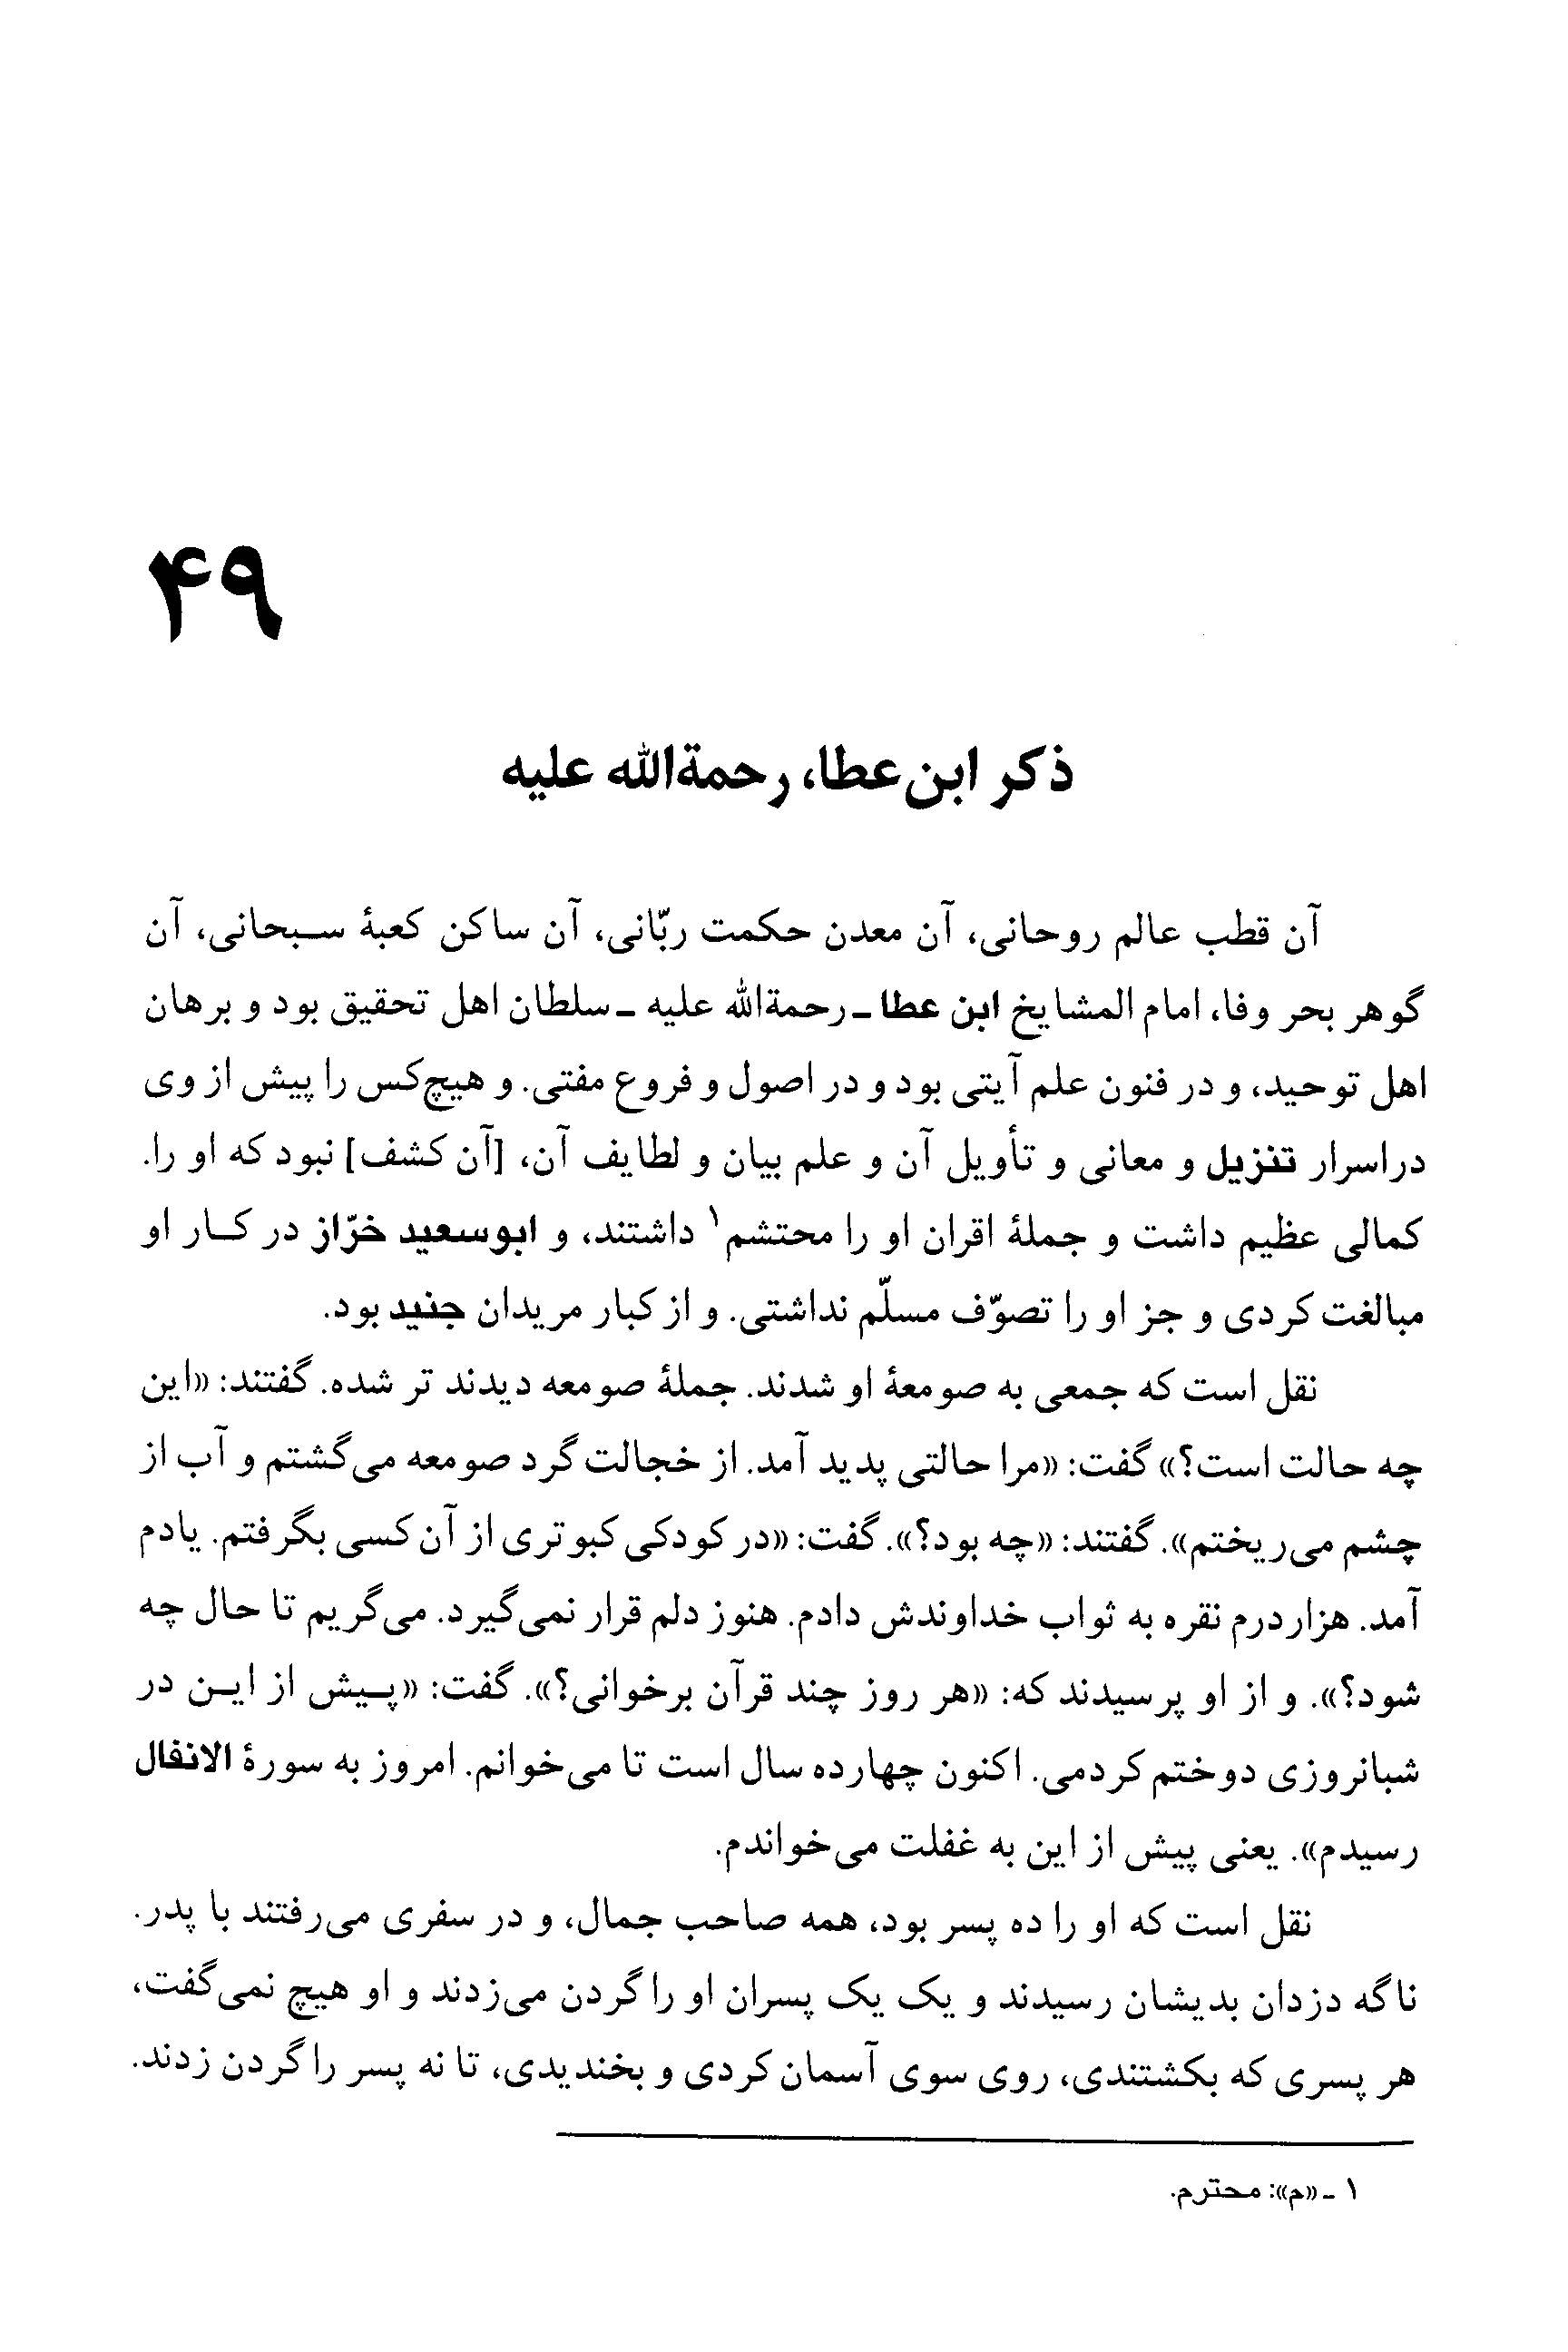 ۴۹
ذکر ابن‌عطا، رحمةالله علیه
آن قطب عالم روحانی، آن معدن حکمت ربّانی، آن ساکن کعبهٔ سبحانی، آن
گوهر بحر وفا، امام المشایخ ابن عطا ـ رحمةالله علیه ـ سلطان اهل تحقیق بود و برهان
اهل توحید، و در فنون علم آیتی بود و در اصول و فروع مفتی. و هیچ‌کس را پیش از وی
در اسرار تنزیل و معانی و تأویل آن و علم بیان و لطایف آن، [آن کشف] نبود که او را.
کمالی عظیم داشت و جملهٔ اقران او را محتشم۱ داشتند، و ابوسعید خرّاز در کار او
مبالغت کردی و جز او را تصوّف مسلّم نداشتی. و از کبار مریدان جنید بود.
نقل است که جمعی به صومعهٔ او شدند. جملهٔ صومعه دیدند تر شده. گفتند: «این
چه حالت است؟» گفت: «مرا حالتی پدید آمد. از خجالت گرد صومعه می‌گشتم و آب از
چشم می‌ریختم». گفتند: «چه بود؟». گفت: «در کودکی کبوتری از آن کسی بگرفتم. یادم
آمد. هزار درم نقره به ثواب خداوندش دادم. هنوز دلم قرار نمی‌گیرد. می‌گریم تا حال چه
شود؟». و از او پرسیدند که: «هر روز چند قرآن برخوانی؟». گفت: «پیش از این در
شبانروزی دو ختم کردمی. اکنون چهارده سال است تا می‌خوانم. امروز به سورهٔ الانفال
رسیدم». یعنی پیش از این به غفلت می‌خواندم.
نقل است که او را ده پسر بود، همه صاحب جمال، و در سفری می‌رفتند با پدر.
ناگه دزدان بدیشان رسیدند و یک یک پسران او را گردن می‌زدند و او هیچ نمی‌گفت،
هر پسری که بکشتندی، روی سوی آسمان کردی و بخندیدی، تا نه پسر را گردن زدند.
۱ ـ «م»: محترم.